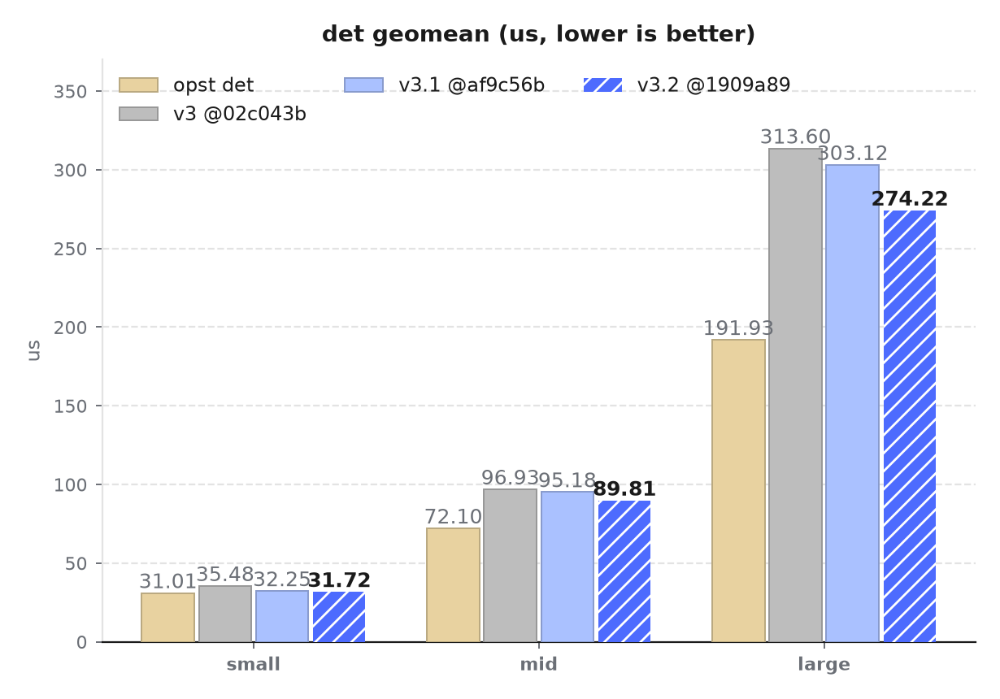 det geomean (us, lower is better)
opst det
v3 @02c043b
v3.1 @af9c56b
v3.2 @1909a89
us
350
300
250
200
150
100
50
0
31.01
35.48
32.25
31.72
72.10
96.93
95.18
89.81
191.93
313.60
303.12
274.22
small
mid
large